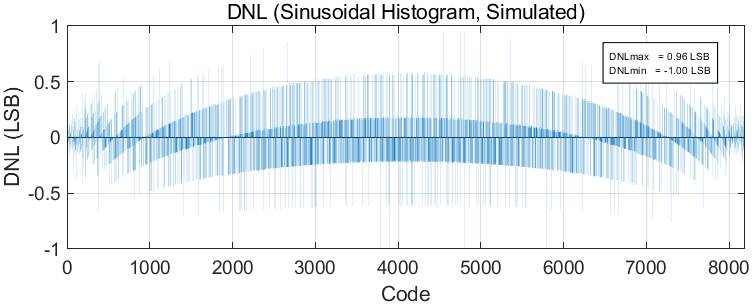 DNL (Sinusoidal Histogram, Simulated)
1
DNLmax = 0.96 LSB
DNLmin = -1.00 LSB
0.5
DNL (LSB)
0
-0.5
-1
0 1000 2000 3000 4000 5000 6000 7000 8000
Code